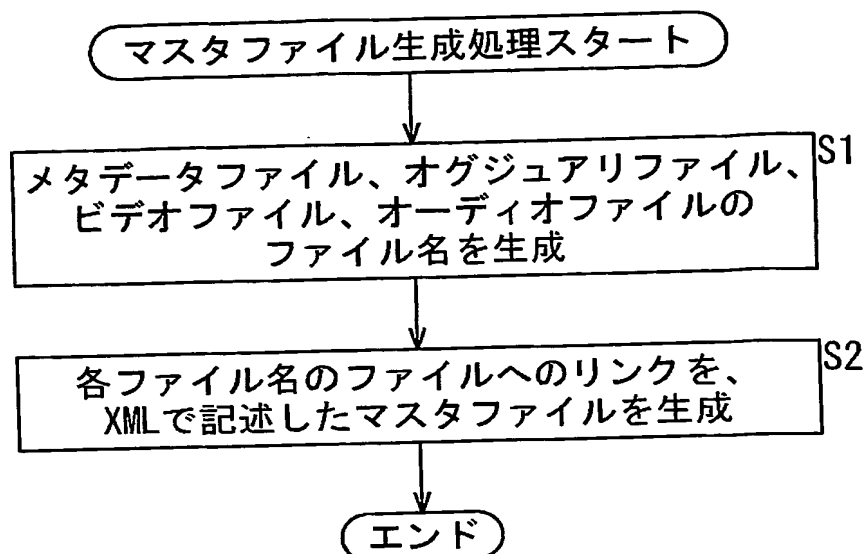 マスタファイル生成処理スタート
S1
メタデータファイル、オグジュアリファイル、
ビデオファイル、オーディオファイルの
ファイル名を生成
S2
各ファイル名のファイルへのリンクを、
XMLで記述したマスタファイルを生成
エンド